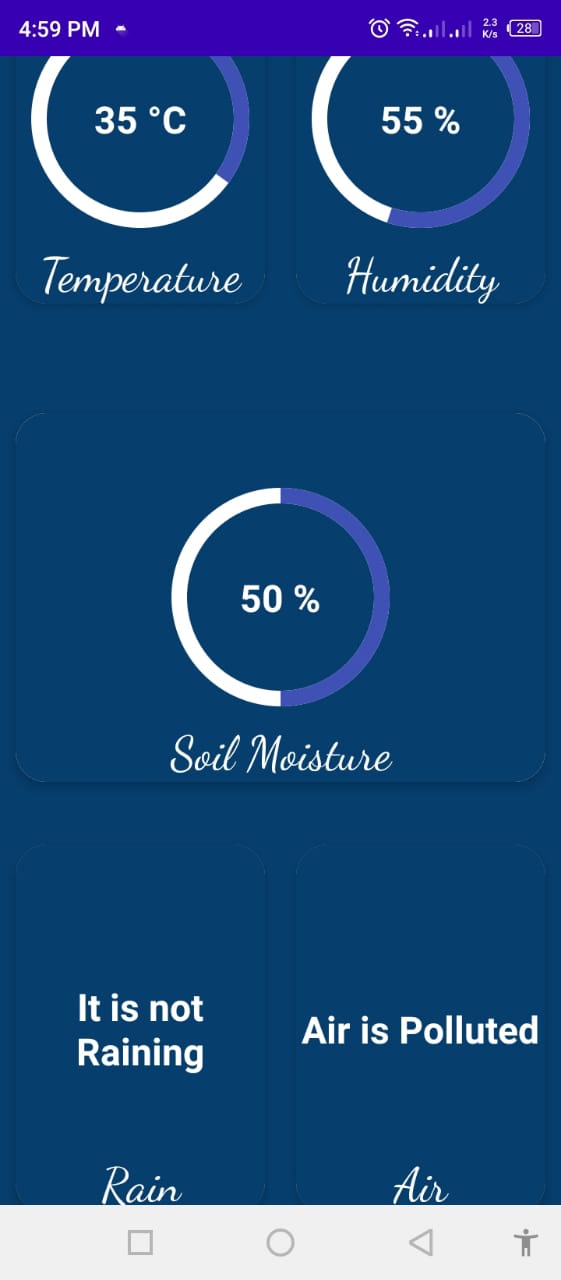 4:59 PM
2.3
K/s
28
35 °C
55 %
Temperature
Humidity
50 %
Soil Moisture
It is not
Raining
Air is Polluted
Rain
Air